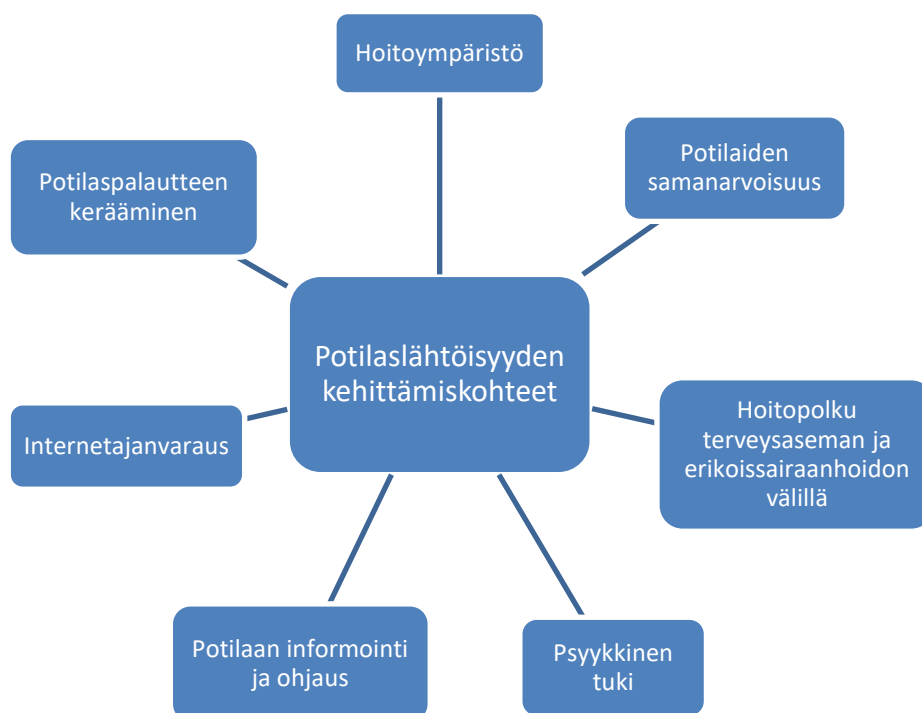 Hoitoympäristö
Potilaiden
samanarvoisuus
Potilaspalautteen
kerääminen
Potilaslähtöisyyden
kehittämiskohteet
Internetajanvaraus
Hoitopolku
terveysaseman ja
erikoissairaanhoidon
välillä
Potilaan informointi
ja ohjaus
Psyykkinen
tuki